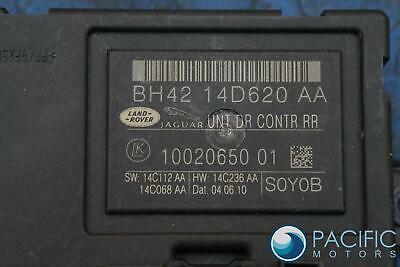 BH42 14D620 AA
LAND-
ROVER
JAGUAR
UNT DR CONTR RR
LK
10020650 01
SW: 14C112 AA HW: 14C236 AA
14C068 AA Dat. 04.06.10
S0Y0B
PACIFIC
MOTORS